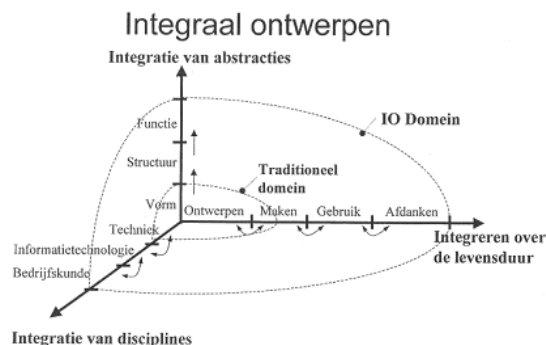 Integraal ontwerpen
Integratie van abstracties
Functie
IO Domein
Structuur
Traditioneel
domein
Vorm
Ontwerpen Maken Gebruik Afdanken
Techniek
Integreren over
de levensduur
Informatietechnologie
Bedrijfskunde
Integratie van disciplines